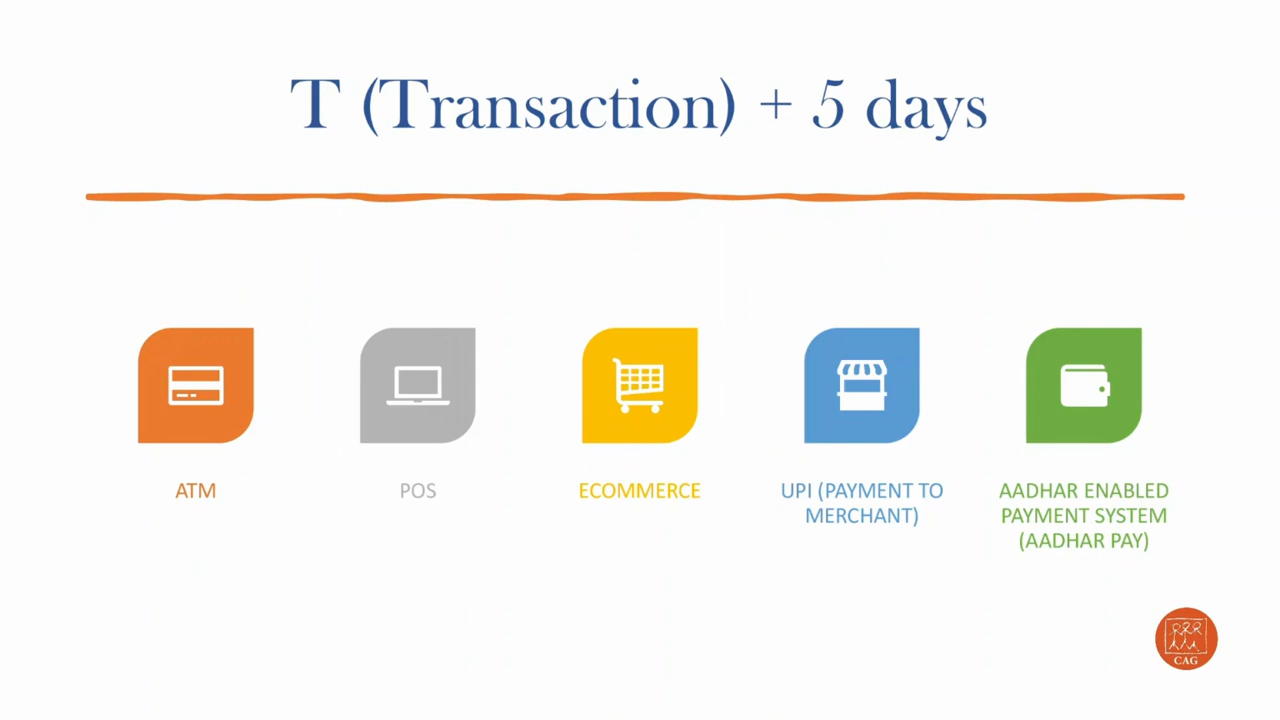 T (Transaction) + 5 days
ATM
POS
ECOMMERCE
UPI (PAYMENT TO
MERCHANT)
AADHAR ENABLED
PAYMENT SYSTEM
(AADHAR PAY)
CAG